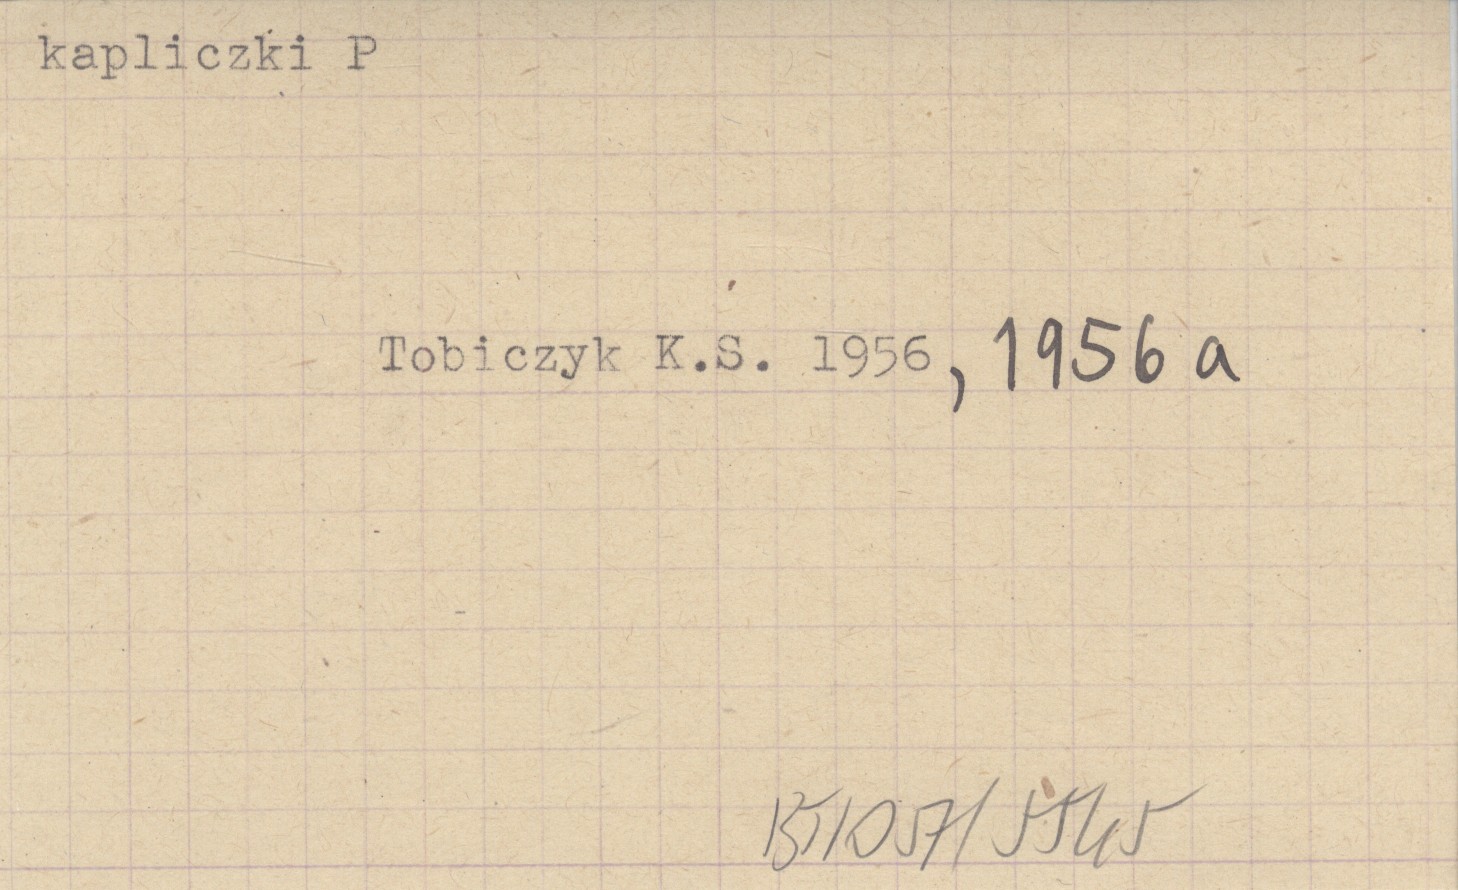 kapliczki P
Tobiczyk K.S. 1956, 1956 a